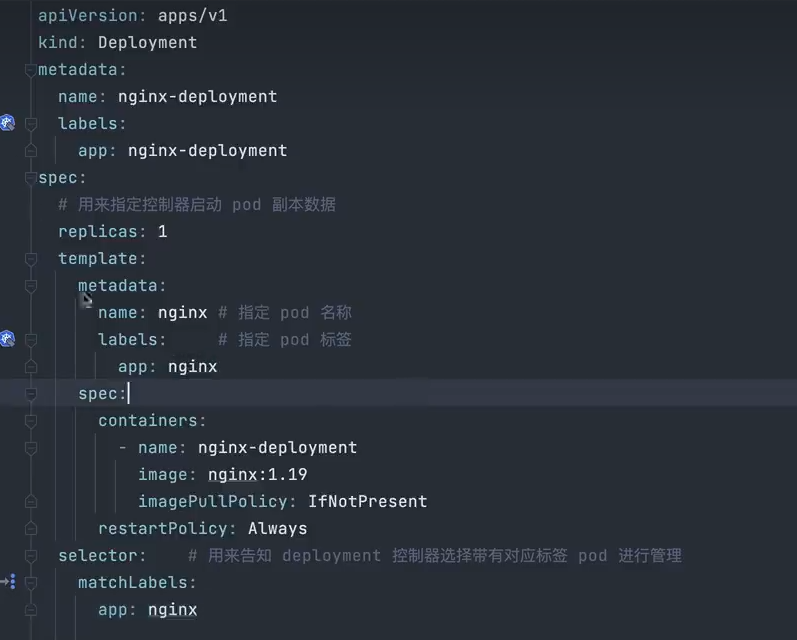 apiVersion: apps/v1
kind: Deployment
metadata:
  name: nginx-deployment
  labels:
    app: nginx-deployment
spec:
  # 用来指定控制器启动 pod 副本数据
  replicas: 1
  template:
    metadata:
      name: nginx # 指定 pod 名称
      labels:     # 指定 pod 标签
        app: nginx
    spec:
      containers:
        - name: nginx-deployment
          image: nginx:1.19
          imagePullPolicy: IfNotPresent
      restartPolicy: Always
  selector:    # 用来告知 deployment 控制器选择带有对应标签 pod 进行管理
    matchLabels:
      app: nginx